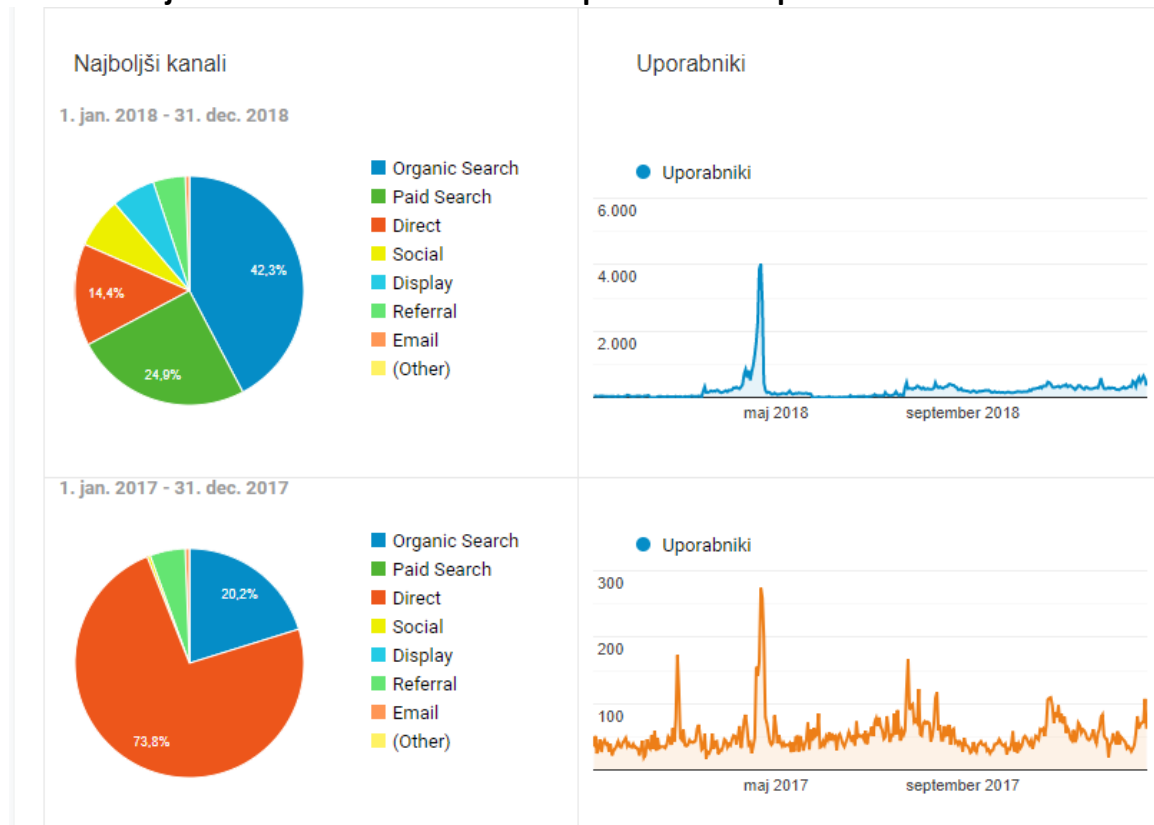 Najboljši kanali
1. jan. 2018 - 31. dec. 2018
Organic Search
Paid Search
Direct
Social
Display
Referral
Email
(Other)
42,3%
14,4%
24,9%
Uporabniki
Uporabniki
6.000
4.000
2.000
maj 2018
september 2018
1. jan. 2017 - 31. dec. 2017
Organic Search
Paid Search
Direct
Social
Display
Referral
Email
(Other)
20,2%
73,8%
Uporabniki
300
200
100
maj 2017
september 2017